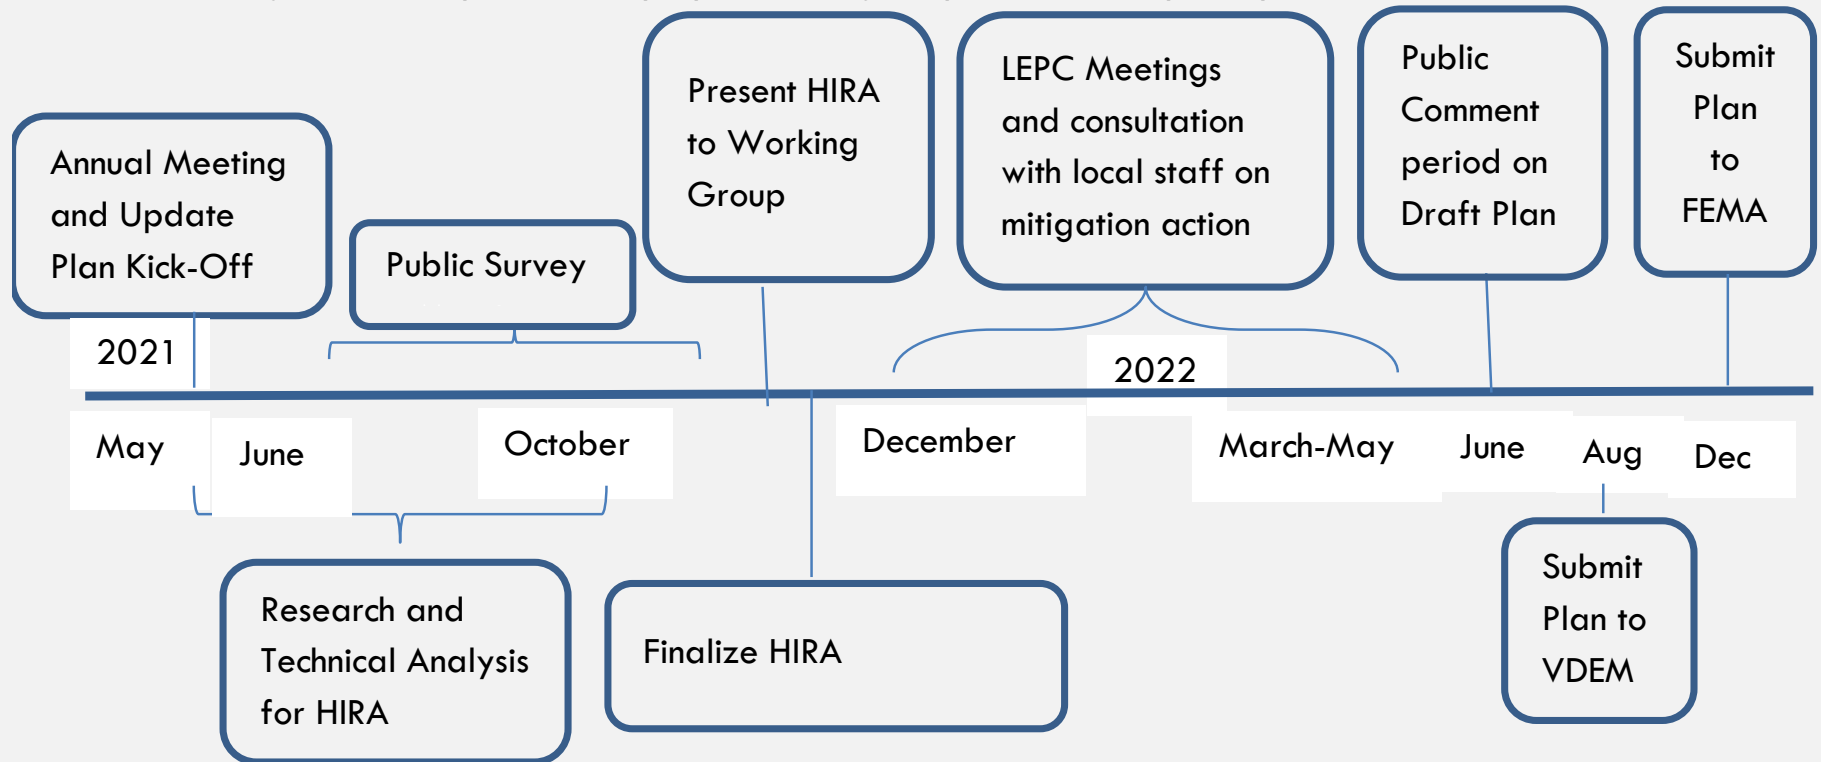 Annual Meeting
and Update
Plan Kick-Off
Public Survey
Present HIRA
to Working
Group
LEPC Meetings
and consultation
with local staff on
mitigation action
Public
Comment
period on
Draft Plan
Submit
Plan
to
FEMA
2021
2022
May
June
October
December
March-May
June
Aug
Dec
Research and
Technical Analysis
for HIRA
Finalize HIRA
Submit
Plan to
VDEM